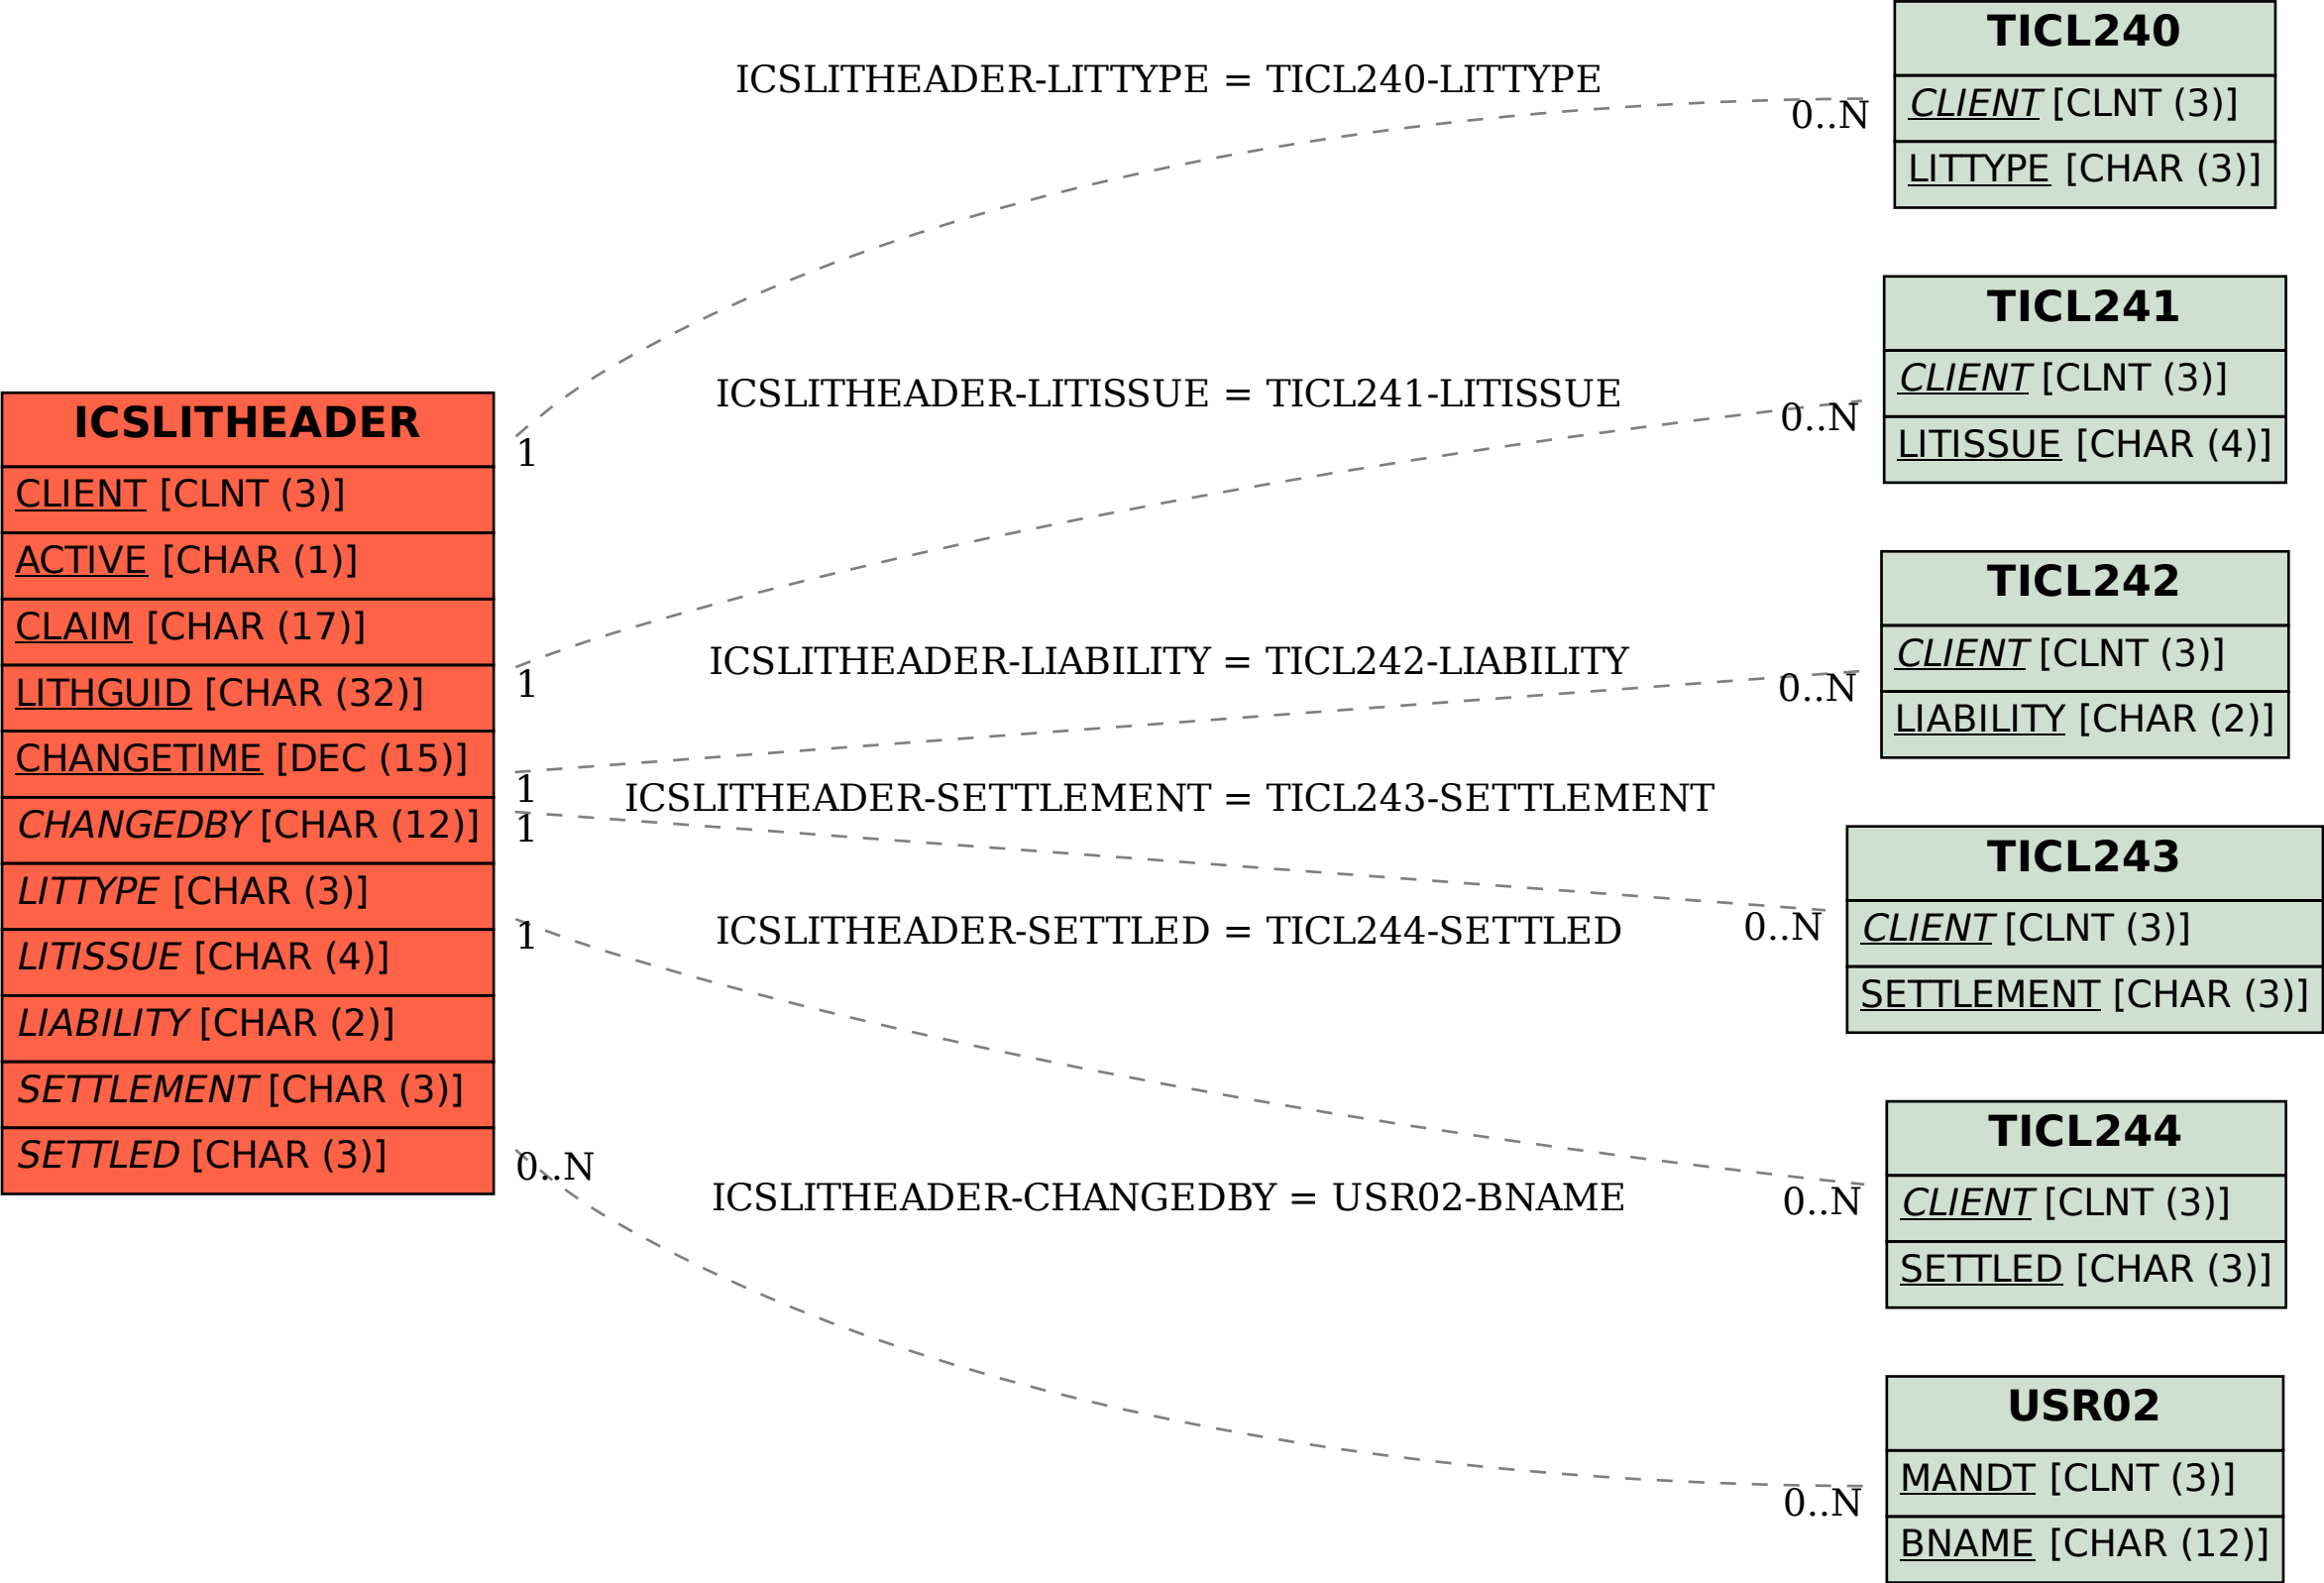 ICSLITHEADER
CLIENT [CLNT (3)]
ACTIVE [CHAR (1)]
CLAIM [CHAR (17)]
LITHGUID [CHAR (32)]
CHANGETIME [DEC (15)]
CHANGEDBY [CHAR (12)]
LITTYPE [CHAR (3)]
LITISSUE [CHAR (4)]
LIABILITY [CHAR (2)]
SETTLEMENT [CHAR (3)]
SETTLED [CHAR (3)]
ICSLITHEADER-LITTYPE = TICL240-LITTYPE
0..N
1
ICSLITHEADER-LITISSUE = TICL241-LITISSUE
0..N
1
ICSLITHEADER-LIABILITY = TICL242-LIABILITY
0..N
1
ICSLITHEADER-SETTLEMENT = TICL243-SETTLEMENT
1
0..N
ICSLITHEADER-SETTLED = TICL244-SETTLED
1
0..N
ICSLITHEADER-CHANGEDBY = USR02-BNAME
0..N
0..N
TICL240
CLIENT [CLNT (3)]
LITTYPE [CHAR (3)]
TICL241
CLIENT [CLNT (3)]
LITISSUE [CHAR (4)]
TICL242
CLIENT [CLNT (3)]
LIABILITY [CHAR (2)]
TICL243
CLIENT [CLNT (3)]
SETTLEMENT [CHAR (3)]
TICL244
CLIENT [CLNT (3)]
SETTLED [CHAR (3)]
USR02
MANDT [CLNT (3)]
BNAME [CHAR (12)]